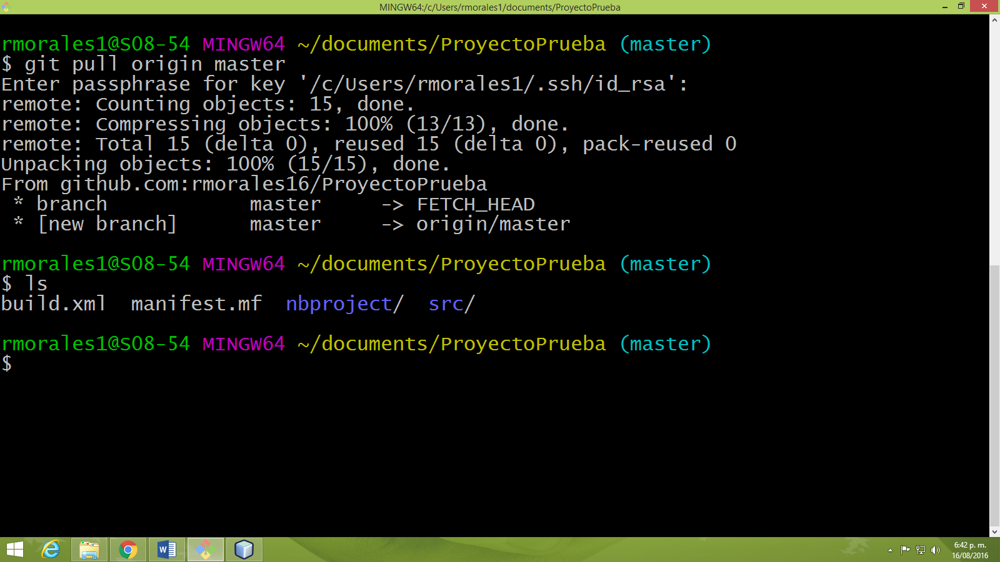 MINGW64:/c/Users/rmorales1/documents/ProyectoPrueba
rmorales1@S08-54 MINGW64 ~/documents/ProyectoPrueba (master)
$ git pull origin master
Enter passphrase for key '/c/Users/rmorales1/.ssh/id_rsa':
remote: Counting objects: 15, done.
remote: Compressing objects: 100% (13/13), done.
remote: Total 15 (delta 0), reused 15 (delta 0), pack-reused 0
Unpacking objects: 100% (15/15), done.
From github.com:rmorales16/ProyectoPrueba
 * branch            master     -> FETCH_HEAD
 * [new branch]      master     -> origin/master
rmorales1@S08-54 MINGW64 ~/documents/ProyectoPrueba (master)
$ ls
build.xml  manifest.mf  nbproject/  src/
rmorales1@S08-54 MINGW64 ~/documents/ProyectoPrueba (master)
$
6:42 p. m.
16/08/2016